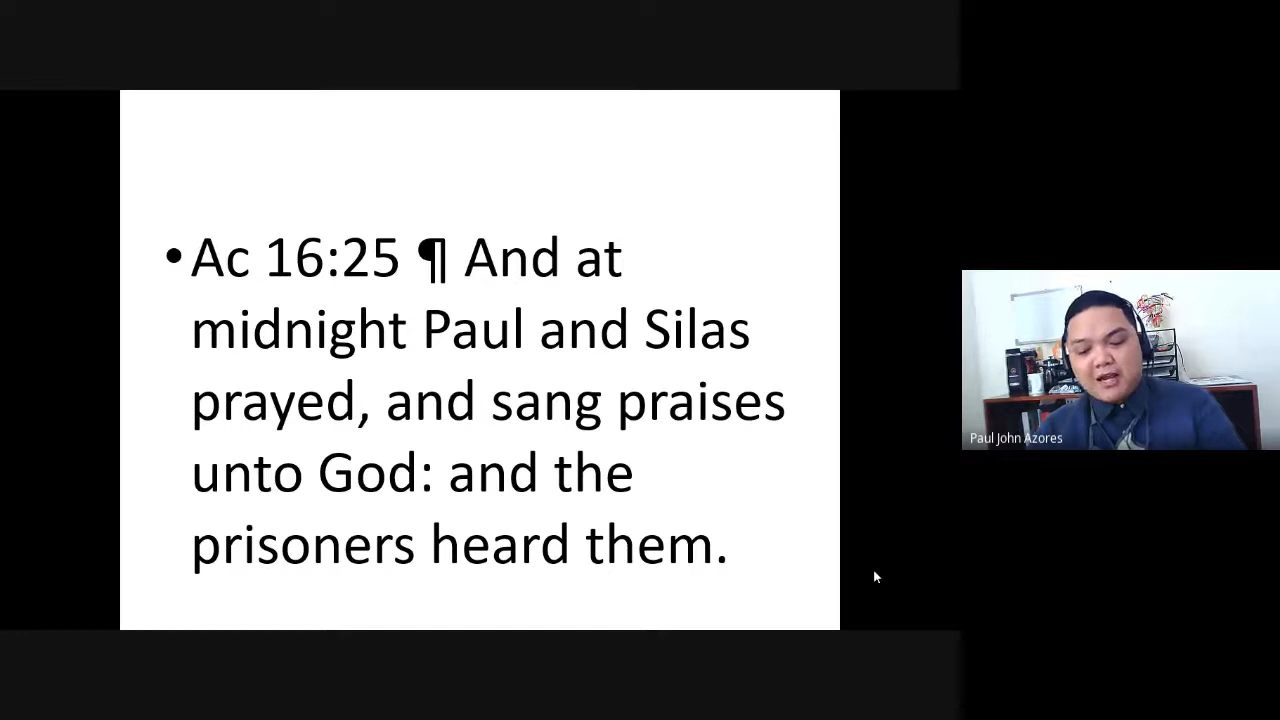 •Ac 16:25 ¶ And at
midnight Paul and Silas
prayed, and sang praises
unto God: and the
prisoners heard them.
Paul John Azores